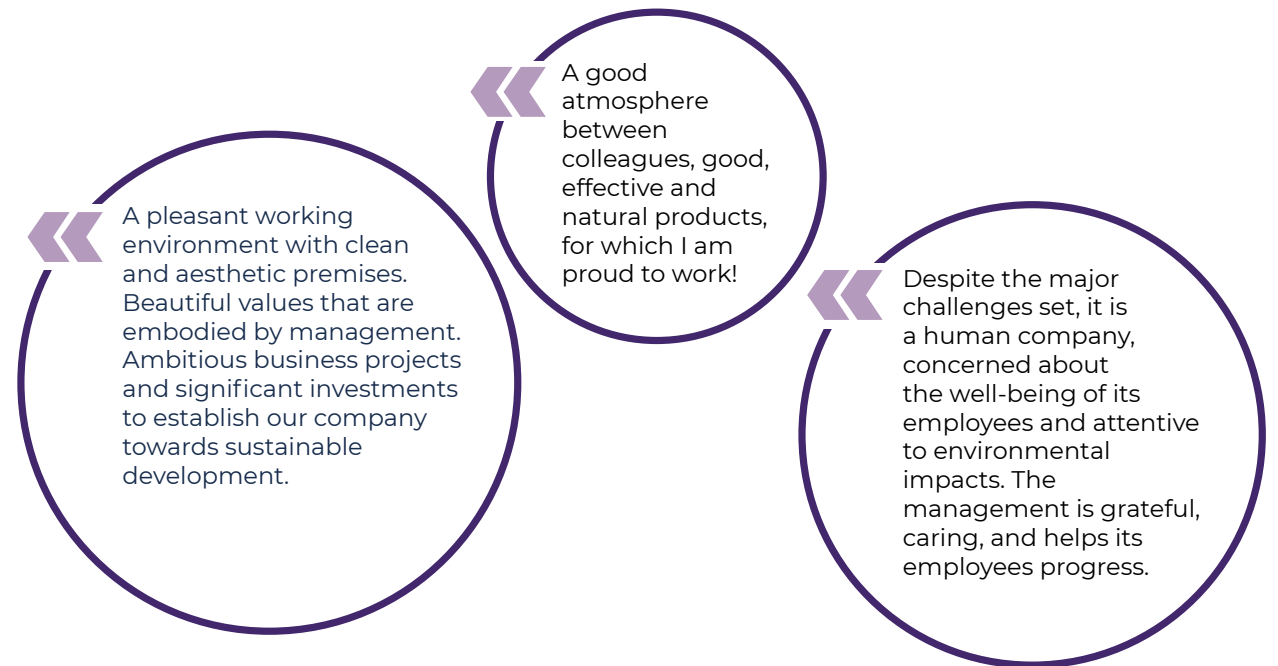 A pleasant working
environment with clean
and aesthetic premises.
Beautiful values that are
embodied by management.
Ambitious business projects
and significant investments
to establish our company
towards sustainable
development.
A good
atmosphere
between
colleagues, good,
effective and
natural products,
for which I am
proud to work!
Despite the major
challenges set, it is
a human company,
concerned about
the well-being of its
employees and attentive
to environmental
impacts. The
management is grateful,
caring, and helps its
employees progress.